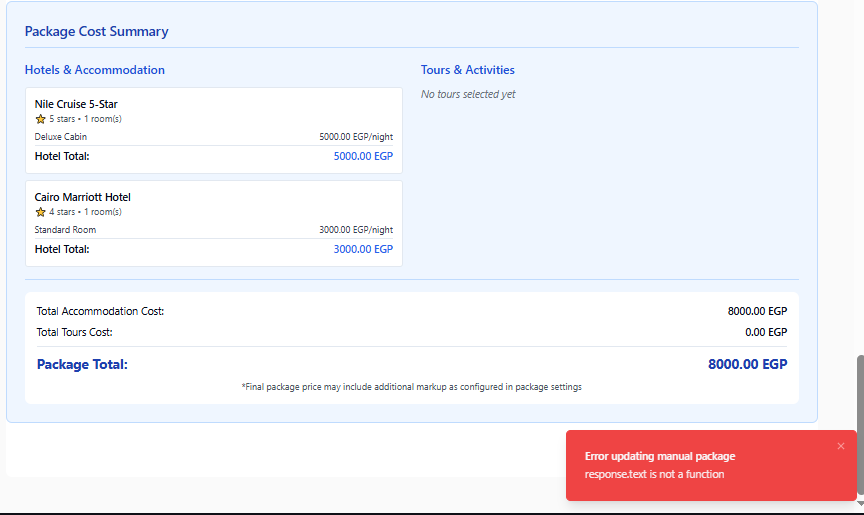 Package Cost Summary
Hotels & Accommodation
Nile Cruise 5-Star
5 stars • 1 room(s)
Deluxe Cabin 5000.00 EGP/night
Hotel Total: 5000.00 EGP
Cairo Marriott Hotel
4 stars • 1 room(s)
Standard Room 3000.00 EGP/night
Hotel Total: 3000.00 EGP
Tours & Activities
No tours selected yet
Total Accommodation Cost: 8000.00 EGP
Total Tours Cost: 0.00 EGP
Package Total: 8000.00 EGP
*Final package price may include additional markup as configured in package settings
Error updating manual package
response.text is not a function